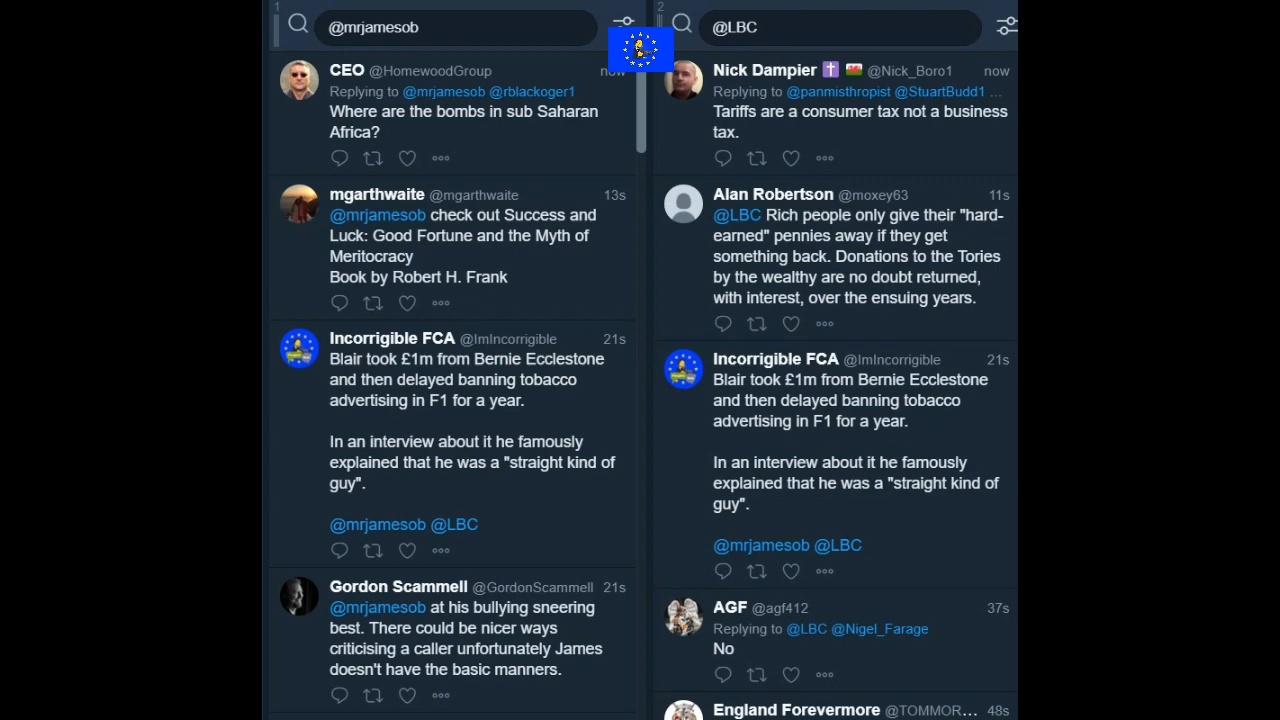 1
@mrjamesob
CEO @HomewoodGroup now
Replying to @mrjamesob @rblackoger1
Where are the bombs in sub Saharan
Africa?
mgarthwaite @mgarthwaite 13s
@mrjamesob check out Success and
Luck: Good Fortune and the Myth of
Meritocracy
Book by Robert H. Frank
Incorrigible FCA @ImIncorrigible 21s
Blair took £1m from Bernie Ecclestone
and then delayed banning tobacco
advertising in F1 for a year.
In an interview about it he famously
explained that he was a "straight kind of
guy".
@mrjamesob @LBC
Gordon Scammell @GordonScammell 21s
@mrjamesob at his bullying sneering
best. There could be nicer ways
criticising a caller unfortunately James
doesn't have the basic manners.
2
@LBC
Nick Dampier @Nick_Boro1 now
Replying to @panmisthropist @StuartBudd1 ...
Tariffs are a consumer tax not a business
tax.
Alan Robertson @moxey63 11s
@LBC Rich people only give their "hard-
earned" pennies away if they get
something back. Donations to the Tories
by the wealthy are no doubt returned,
with interest, over the ensuing years.
Incorrigible FCA @ImIncorrigible 21s
Blair took £1m from Bernie Ecclestone
and then delayed banning tobacco
advertising in F1 for a year.
In an interview about it he famously
explained that he was a "straight kind of
guy".
@mrjamesob @LBC
AGF @agf412 37s
Replying to @LBC @Nigel_Farage
No
England Forevermore @TOMMOR... 48s